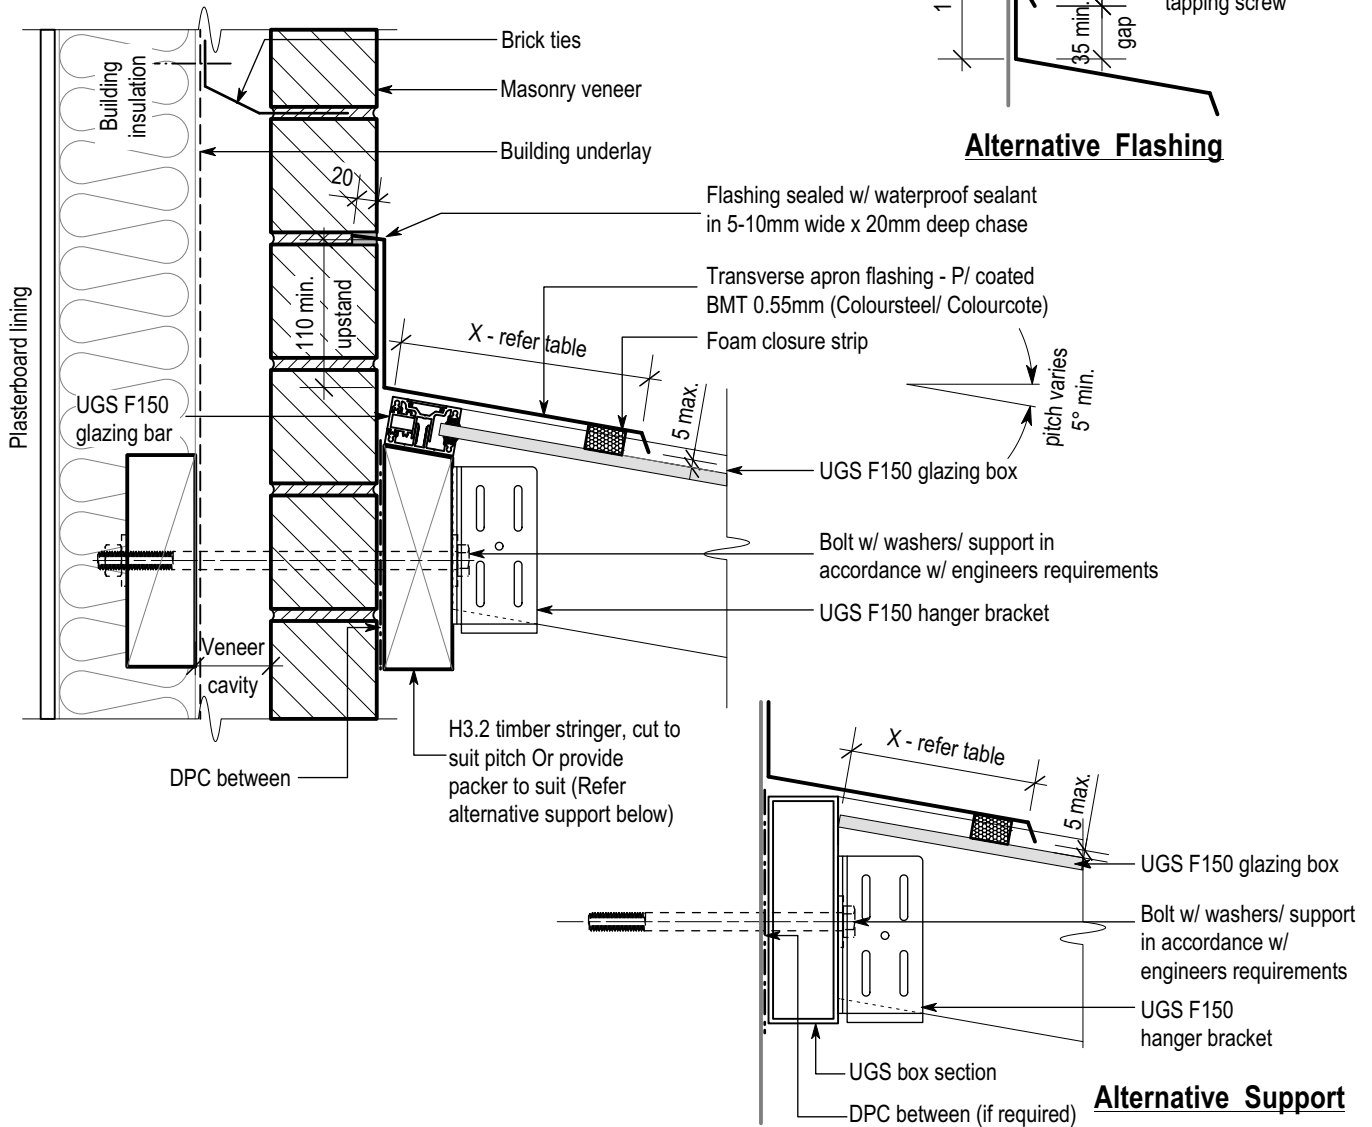 Brick ties
Masonry veneer
Building underlay
Building
insulation
Plasterboard lining
20
110 min.
upstand
UGS F150
glazing bar
Veneer
cavity
DPC between
H3.2 timber stringer, cut to
suit pitch Or provide
packer to suit (Refer
alternative support below)
1
35 min.
gap
tapping screw
Alternative Flashing
Flashing sealed w/ waterproof sealant
in 5-10mm wide x 20mm deep chase
Transverse apron flashing - P/ coated
BMT 0.55mm (Coloursteel/ Colourcote)
Foam closure strip
X - refer table
5 max.
pitch varies
5° min.
UGS F150 glazing box
Bolt w/ washers/ support in
accordance w/ engineers requirements
UGS F150 hanger bracket
X - refer table
5 max.
UGS F150 glazing box
Bolt w/ washers/ support
in accordance w/
engineers requirements
UGS F150
hanger bracket
UGS box section
DPC between (if required)
Alternative Support